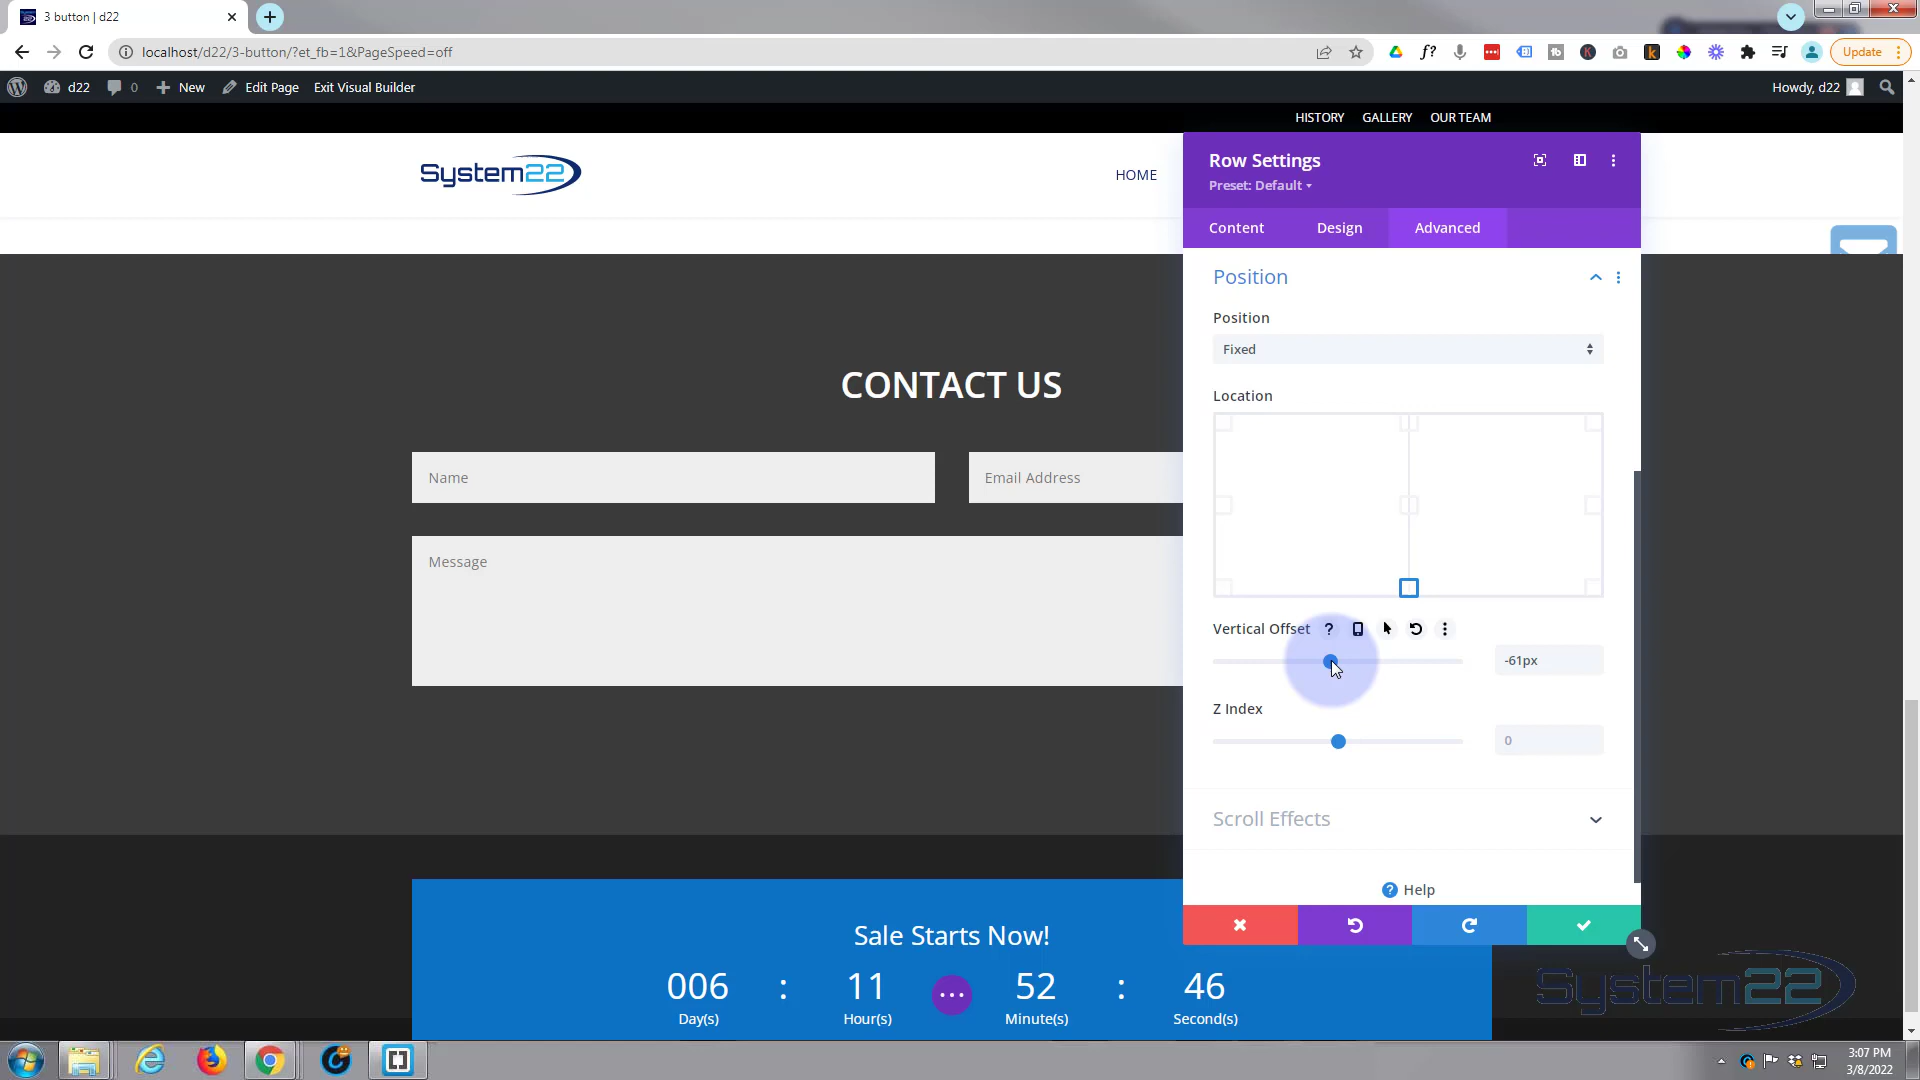 3 button | d22
localhost/d22/3-button/?et_fb=1&PageSpeed=off
Update
d22
0
New
Edit Page
Exit Visual Builder
Howdy, d22
HISTORY
GALLERY
OUR TEAM
System22
HOME
Row Settings
Preset: Default
Content
Design
Advanced
Position
Position
Fixed
Location
Vertical Offset
-61px
Z Index
0
Scroll Effects
Help
CONTACT US
Name
Email Address
Message
Sale Starts Now!
006 : 11 52 : 46
Day(s)
Hour(s)
Minute(s)
Second(s)
System22
3:07 PM
3/8/2022